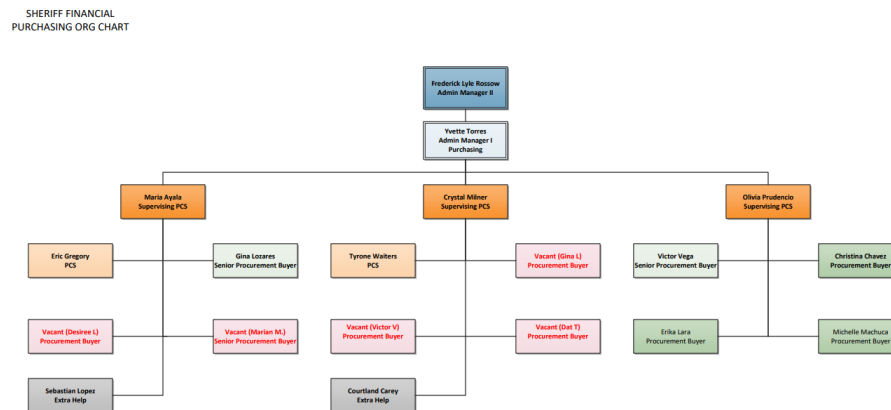 SHERIFF FINANCIAL
PURCHASING ORG CHART
Frederick Lyle Rossow
Admin Manager II
Yvette Torres
Admin Manager I
Purchasing
Maria Ayala
Supervising PCS
Crystal Milner
Supervising PCS
Olivia Prudencio
Supervising PCS
Eric Gregory
PCS
Gina Lozares
Senior Procurement Buyer
Tyrone Waiters
PCS
Vacant (Gina L)
Procurement Buyer
Victor Vega
Senior Procurement Buyer
Christina Chavez
Procurement Buyer
Vacant (Desiree L)
Procurement Buyer
Vacant (Marian M.)
Senior Procurement Buyer
Vacant (Victor V)
Procurement Buyer
Vacant (Dat T)
Procurement Buyer
Erika Lara
Procurement Buyer
Michelle Machuca
Procurement Buyer
Sebastian Lopez
Extra Help
Courtland Carey
Extra Help